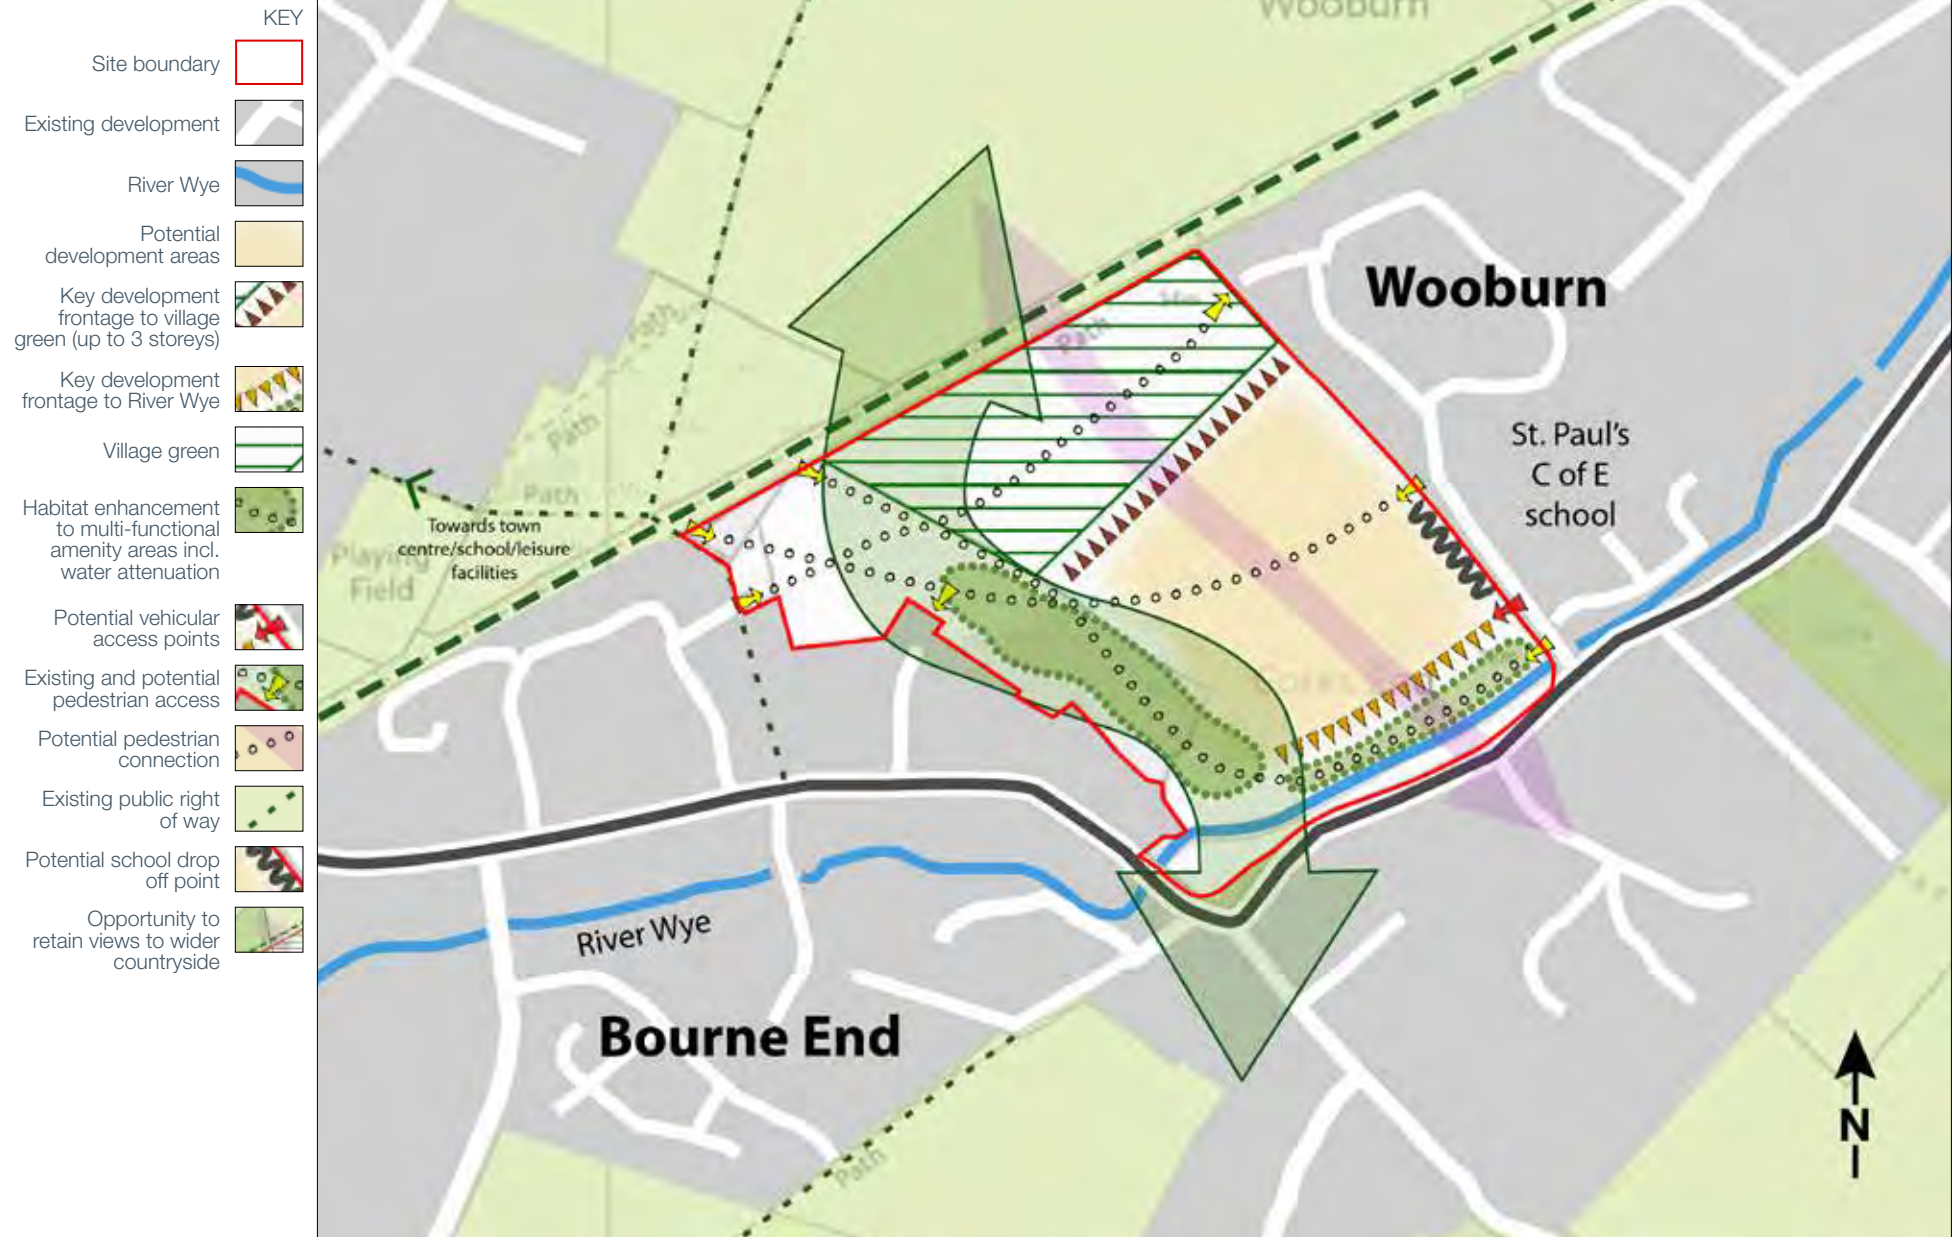 KEY
Site boundary
Existing development
River Wye
Potential
development areas
Key development
frontage to village
green (up to 3 storeys)
Key development
frontage to River Wye
Village green
Habitat enhancement
to multi-functional
amenity areas incl.
water attenuation
Potential vehicular
access points
Existing and potential
pedestrian access
Potential pedestrian
connection
Existing public right
of way
Potential school drop
off point
Opportunity to
retain views to wider
countryside
Wooburn
Wooburn
St. Paul's
C of E
school
Path
Path
Path
Path
Towards town
centre/school/leisure
facilities
Playing
Field
River Wye
Bourne End
Path
N